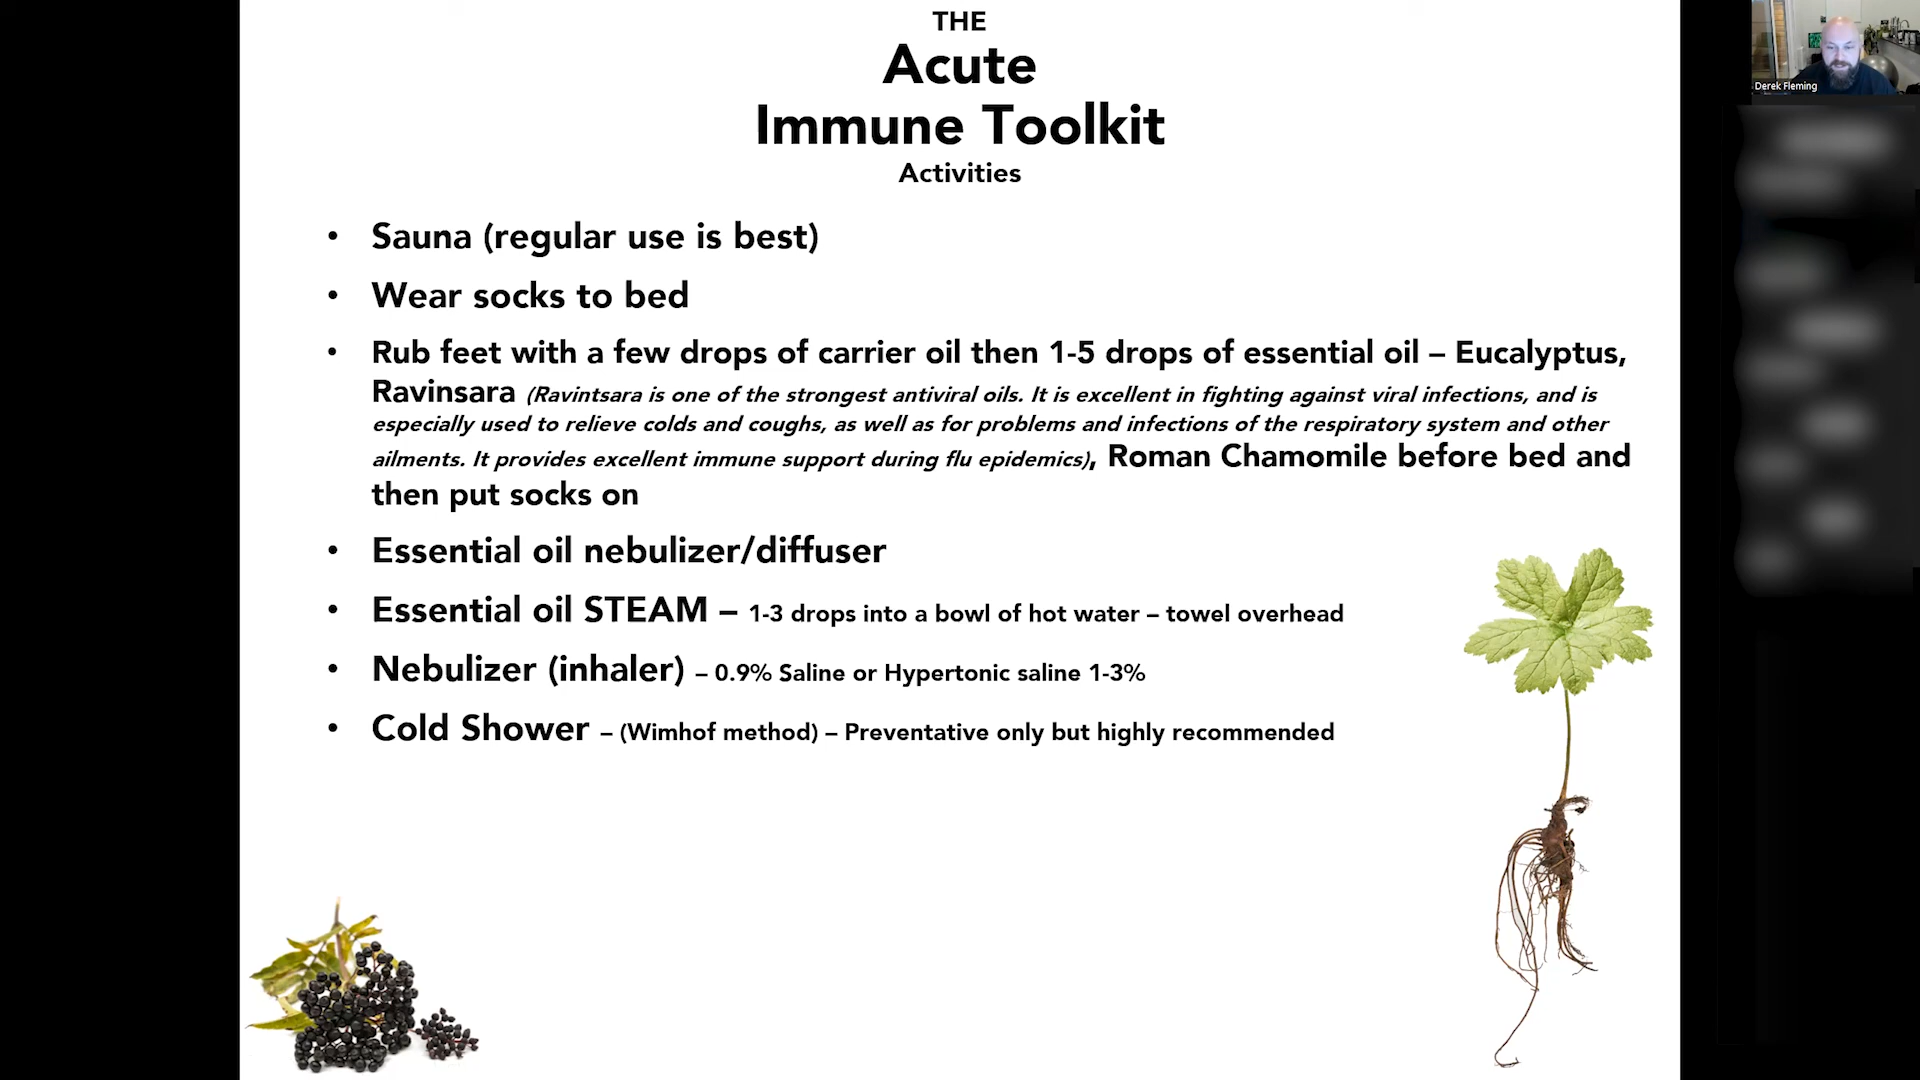 THE
Acute
Immune Toolkit
Activities
• Sauna (regular use is best)
• Wear socks to bed
• Rub feet with a few drops of carrier oil then 1-5 drops of essential oil – Eucalyptus,
Ravinsara (Ravintsara is one of the strongest antiviral oils. It is excellent in fighting against viral infections, and is
especially used to relieve colds and coughs, as well as for problems and infections of the respiratory system and other
ailments. It provides excellent immune support during flu epidemics), Roman Chamomile before bed and
then put socks on
• Essential oil nebulizer/diffuser
• Essential oil STEAM – 1-3 drops into a bowl of hot water – towel overhead
• Nebulizer (inhaler) – 0.9% Saline or Hypertonic saline 1-3%
• Cold Shower – (Wimhof method) – Preventative only but highly recommended
Derek Fleming